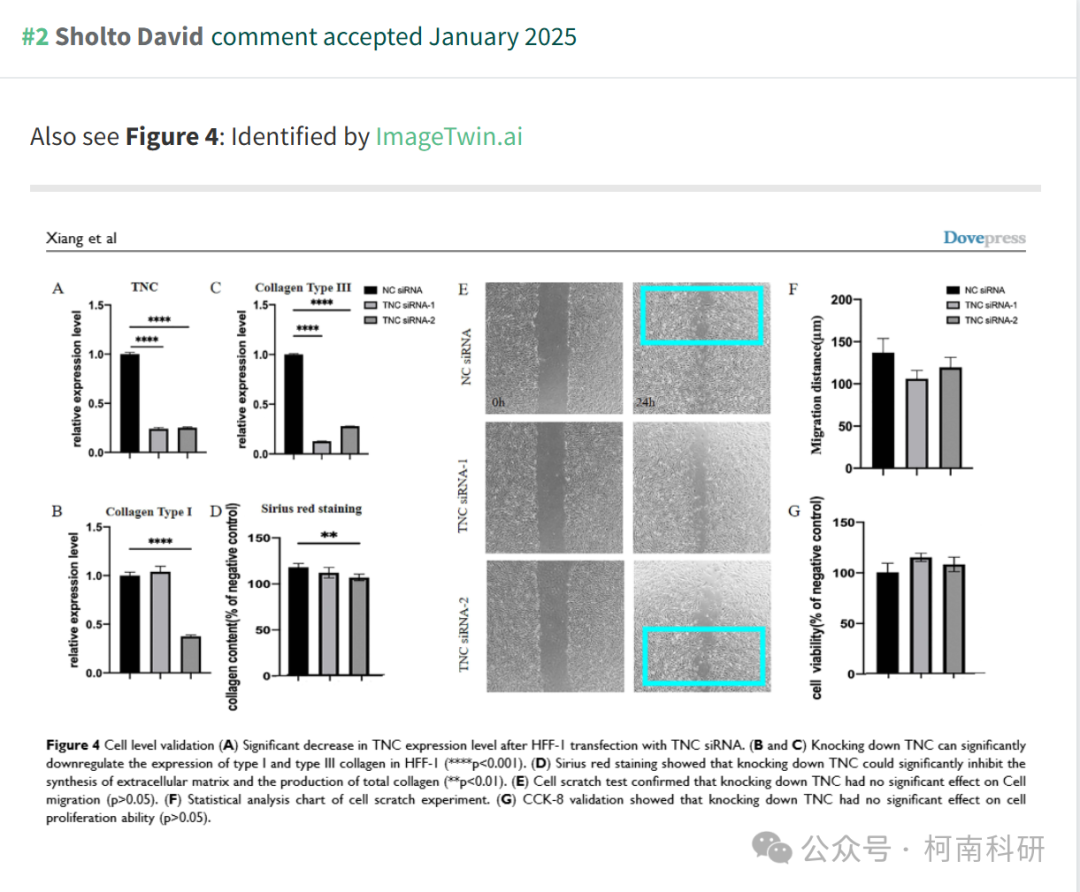 #2 Sholto David comment accepted January 2025
Also see Figure 4: Identified by ImageTwin.ai
Xiang et al
Dovepress
A
TNC
relative expression level
1.5
1.0
0.5
0.0
****
****
C
Collagen Type III
relative expression level
1.5
1.0
0.5
0.0
****
****
NC siRNA
TNC siRNA-1
TNC siRNA-2
B
Collagen Type I
relative expression level
1.5
1.0
0.5
0.0
****
D
Sirius red staining
collagen content(% of negative control)
150
100
50
0
**
E
NC siRNA
0h
24h
TNC siRNA-1
TNC siRNA-2
F
Migration distance(μm)
200
150
100
50
0
NC siRNA
TNC siRNA-1
TNC siRNA-2
G
cell viability(% of negative control)
150
100
50
0
Figure 4 Cell level validation (A) Significant decrease in TNC expression level after HFF-1 transfection with TNC siRNA. (B and C) Knocking down TNC can significantly
downregulate the expression of type I and type III collagen in HFF-1 (****p<0.001). (D) Sirius red staining showed that knocking down TNC could significantly inhibit the
synthesis of extracellular matrix and the production of total collagen (**p<0.01). (E) Cell scratch test confirmed that knocking down TNC had no significant effect on Cell
migration (p>0.05). (F) Statistical analysis chart of cell scratch experiment. (G) CCK-8 validation showed that knocking down TNC had no significant effect on cell
proliferation ability (p>0.05).
公众号 · 柯南科研